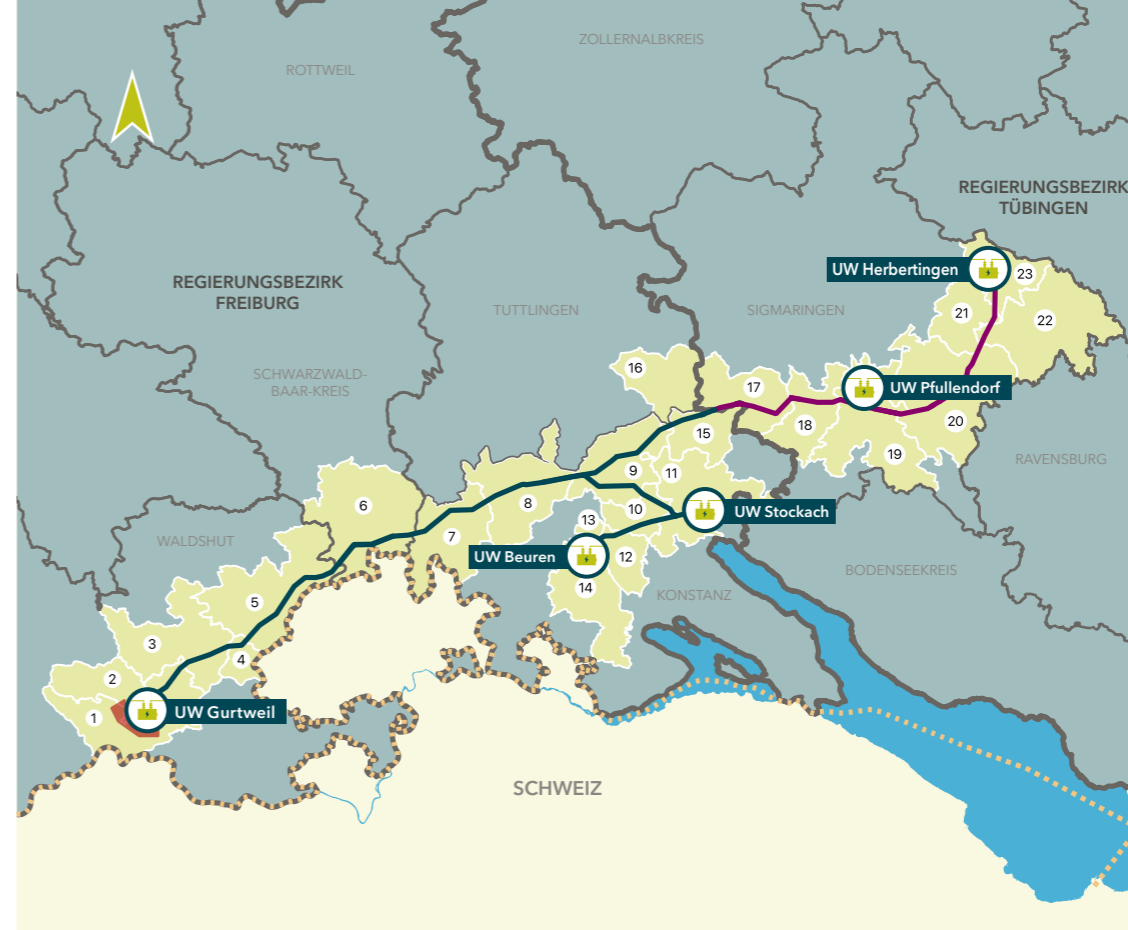 ZOLLERNALBKREIS
ROTTWEIL
REGIERUNGSBEZIRK
TÜBINGEN
UW Herbertingen
23
REGIERUNGSBEZIRK
FREIBURG
TUTTLINGEN
SIGMARINGEN
21
22
16
SCHWARZWALD-
BAAR-KREIS
17
UW Pfullendorf
18
20
15
19
RAVENSBURG
9
11
6
8
10
UW Stockach
13
7
WALDSHUT
UW Beuren
12
BODENSEEKREIS
14
KONSTANZ
5
3
4
2
1
UW Gurtweil
SCHWEIZ